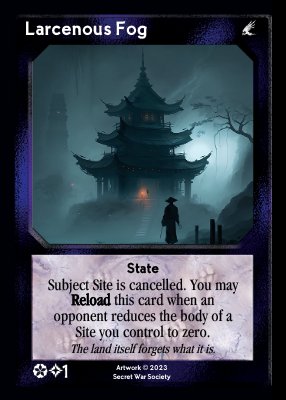 Larcenous Fog
State
Subject Site is cancelled. You may
Reload this card when an
opponent reduces the body of a
Site you control to zero.
The land itself forgets what it is.
1
Artwork © 2023
Secret War Society